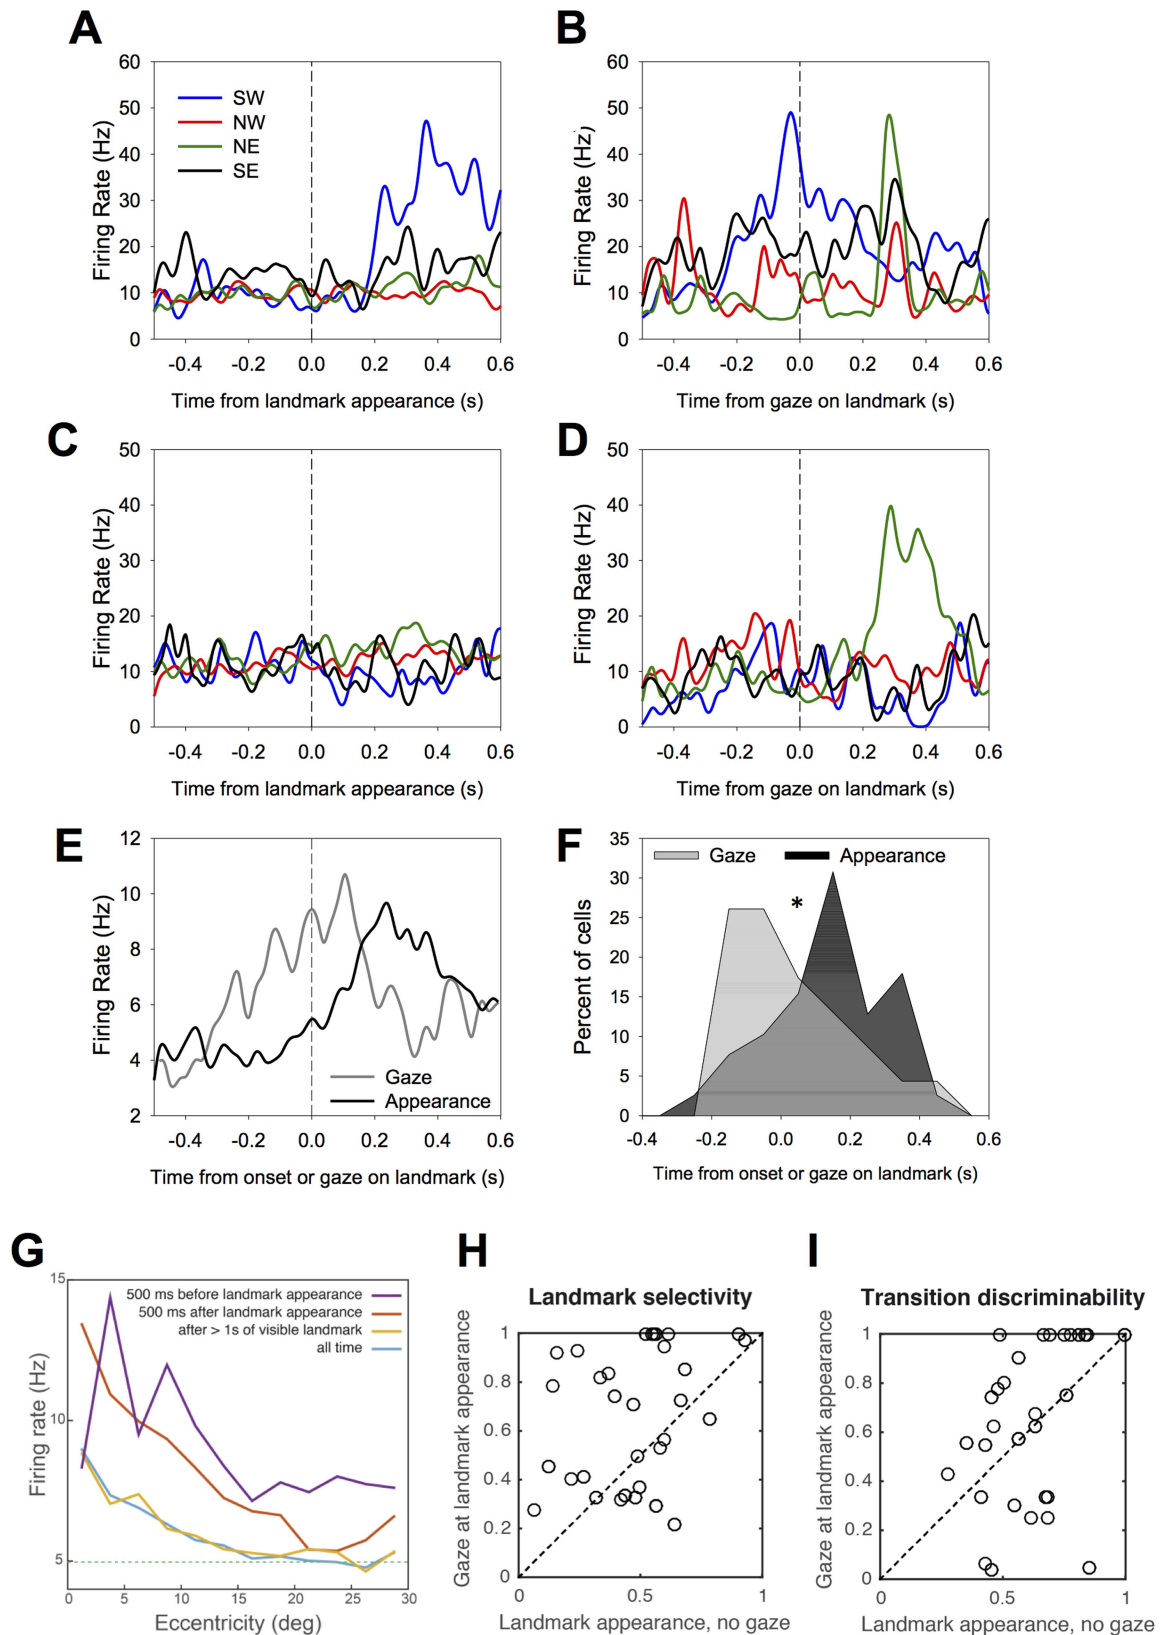 A
B
60
50
40
30
20
10
0
Firing Rate (Hz)
SW
NW
NE
SE
-0.4 -0.2 0.0 0.2 0.4 0.6
Time from landmark appearance (s)
60
50
40
30
20
10
0
Firing Rate (Hz)
-0.4 -0.2 0.0 0.2 0.4 0.6
Time from gaze on landmark (s)
C
D
50
40
30
20
10
0
Firing Rate (Hz)
-0.4 -0.2 0.0 0.2 0.4 0.6
Time from landmark appearance (s)
50
40
30
20
10
0
Firing Rate (Hz)
-0.4 -0.2 0.0 0.2 0.4 0.6
Time from gaze on landmark (s)
E
F
12
10
8
6
4
2
Firing Rate (Hz)
Gaze
Appearance
-0.4 -0.2 0.0 0.2 0.4 0.6
Time from onset or gaze on landmark (s)
35
30
25
20
15
10
5
0
Percent of cells
Gaze Appearance
*
-0.4 -0.2 0.0 0.2 0.4 0.6
Time from onset or gaze on landmark (s)
G
15
10
5
Firing rate (Hz)
500 ms before landmark appearance
500 ms after landmark appearance
after > 1s of visible landmark
all time
0 5 10 15 20 25 30
Eccentricity (deg)
H
Landmark selectivity
Gaze at landmark appearance
1
0.8
0.6
0.4
0.2
0
0 0.5 1
Landmark appearance, no gaze
I
Transition discriminability
Gaze at landmark appearance
1
0.8
0.6
0.4
0.2
0
0 0.5 1
Landmark appearance, no gaze